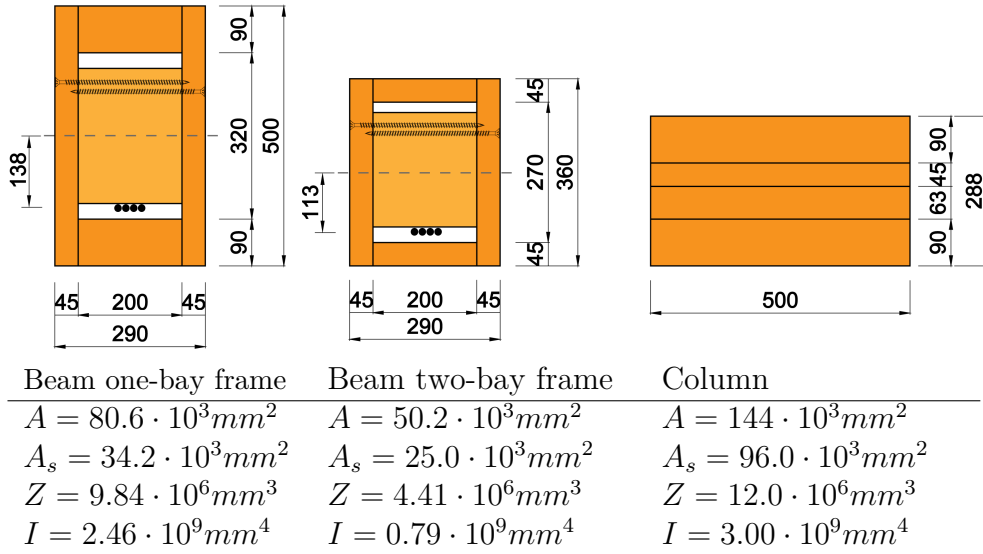 90
320
500
138
90
45 200 45
290
45
270
360
113
45
45 200 45
290
90
45
63
288
90
500
Beam one-bay frame Beam two-bay frame Column
A = 80.6 · 10³mm² A = 50.2 · 10³mm² A = 144 · 10³mm²
Aₛ = 34.2 · 10³mm² Aₛ = 25.0 · 10³mm² Aₛ = 96.0 · 10³mm²
Z = 9.84 · 10⁶mm³ Z = 4.41 · 10⁶mm³ Z = 12.0 · 10⁶mm³
I = 2.46 · 10⁹mm⁴ I = 0.79 · 10⁹mm⁴ I = 3.00 · 10⁹mm⁴